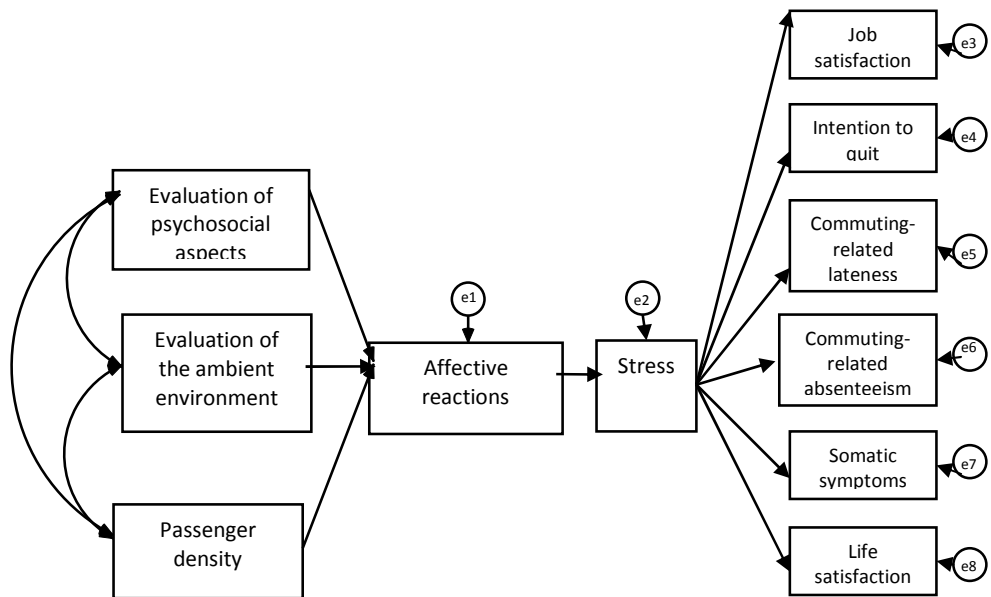 Job
satisfaction
e3
Intention to
quit
e4
Evaluation of
psychosocial
aspects
Commuting-
related
lateness
e5
e1
e2
Evaluation of
the ambient
environment
Affective
reactions
Stress
Commuting-
related
absenteeism
e6
Somatic
symptoms
e7
Passenger
density
Life
satisfaction
e8